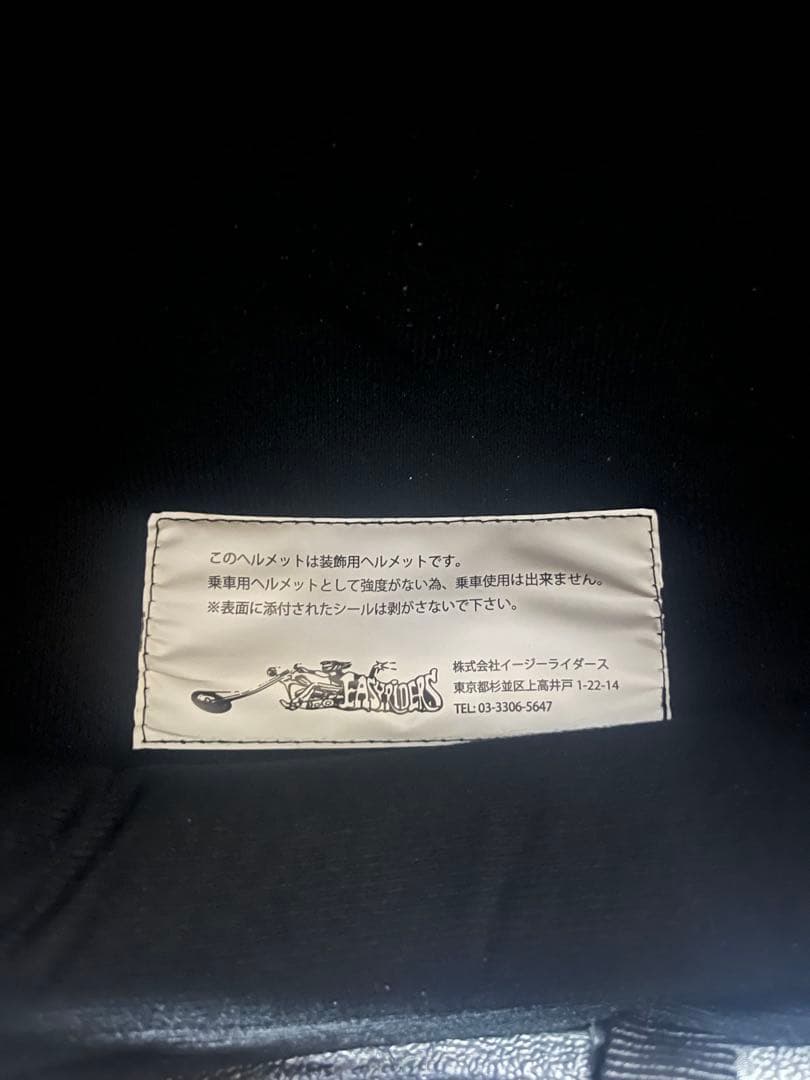 このヘルメットは装飾用ヘルメットです。
乗車用ヘルメットとして強度がない為、乗車使用は出来ません。
※表面に添付されたシールは剥がさないで下さい。
EASYRIDERS
株式会社イージーライダース
東京都杉並区上高井戸 1-22-14
TEL: 03-3306-5647